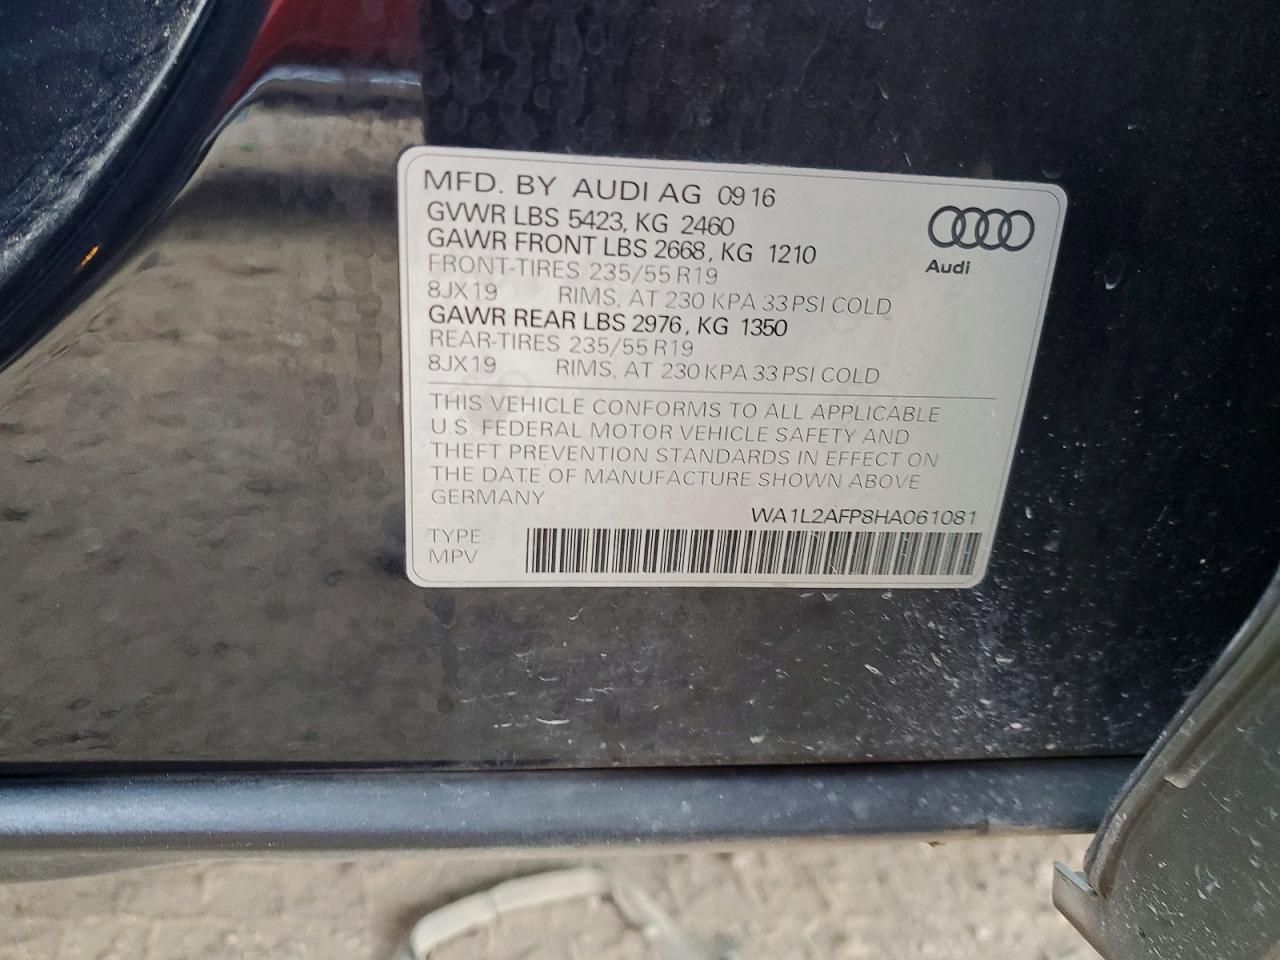 MFD. BY AUDI AG 09 16
GVWR LBS 5423, KG 2460
GAWR FRONT LBS 2668, KG 1210
FRONT-TIRES 235/55 R19
8JX19 RIMS, AT 230 KPA 33 PSI COLD
GAWR REAR LBS 2976, KG 1350
REAR-TIRES 235/55 R19
8JX19 RIMS, AT 230 KPA 33 PSI COLD
Audi
THIS VEHICLE CONFORMS TO ALL APPLICABLE
U.S. FEDERAL MOTOR VEHICLE SAFETY AND
THEFT PREVENTION STANDARDS IN EFFECT ON
THE DATE OF MANUFACTURE SHOWN ABOVE
GERMANY
WA1L2AFP8HA061081
TYPE:
MPV